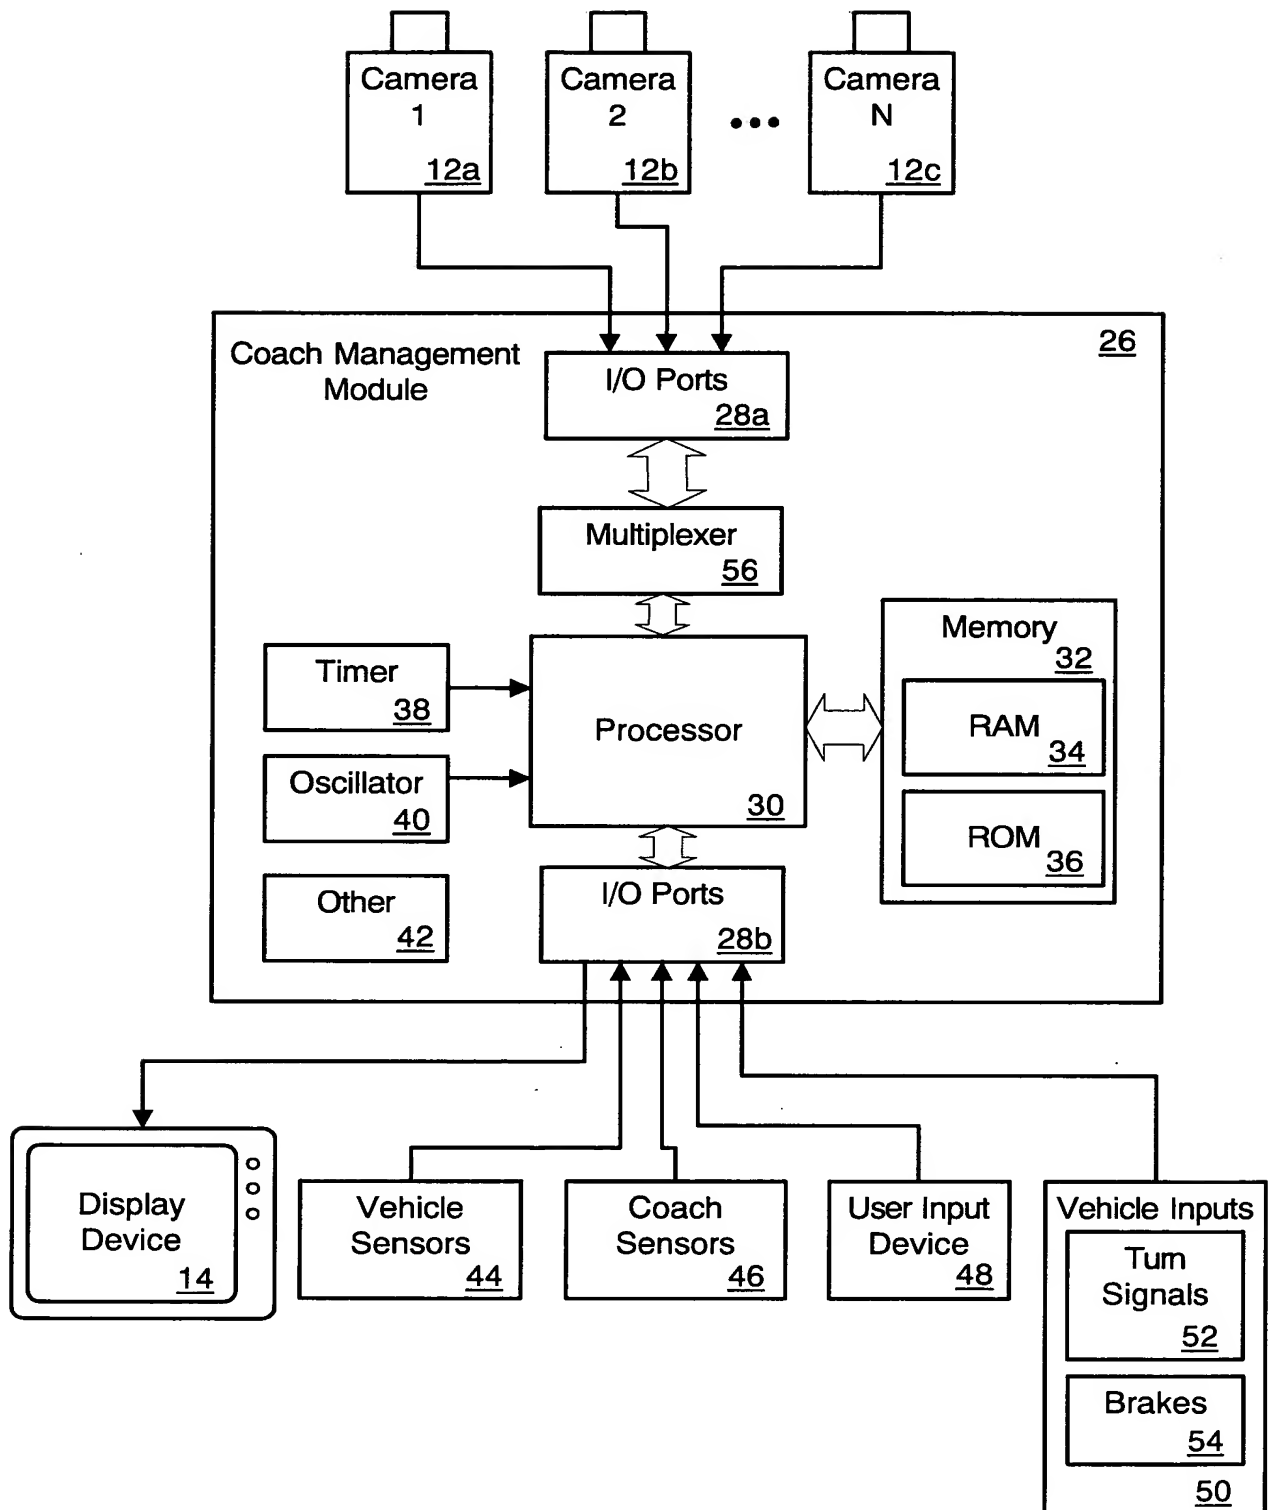 Camera
1
12a
Camera
2
12b
Camera
N
12c
Coach Management
Module
26
I/O Ports
28a
Multiplexer
56
Timer
38
Oscillator
40
Other
42
Processor
30
Memory
32
RAM
34
ROM
36
I/O Ports
28b
Display
Device
14
Vehicle
Sensors
44
Coach
Sensors
46
User Input
Device
48
Vehicle Inputs
Turn
Signals
52
Brakes
54
50